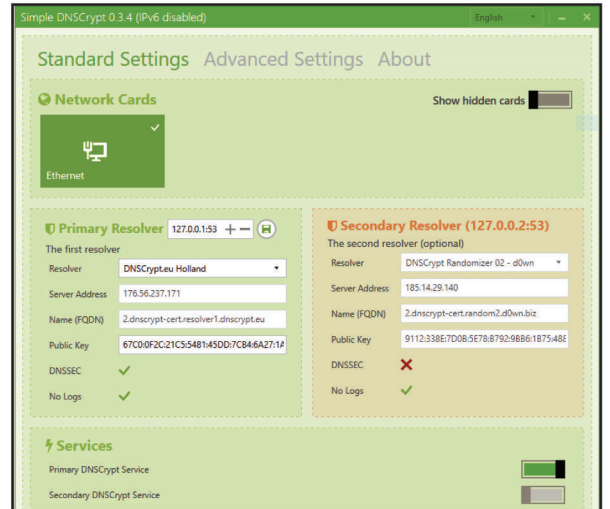 Simple DNSCrypt 0.3.4 (IPv6 disabled)
English
Standard Settings Advanced Settings About
Network Cards
Show hidden cards
Ethernet
Primary Resolver 127.0.0.1:53
The first resolver
Resolver DNSCrypt.eu Holland
Server Address 176.56.237.171
Name (FQDN) 2.dnscrypt-cert.resolver1.dnscrypt.eu
Public Key 67C0:0F2C:21C5:5481:45DD:7CB4:6A27:1A
DNSSEC
No Logs
Secondary Resolver (127.0.0.2:53)
The second resolver (optional)
Resolver DNSCrypt Randomizer 02 - d0wn
Server Address 185.14.29.140
Name (FQDN) 2.dnscrypt-cert.random2.d0wn.biz
Public Key 9112:338E:7D0B:5E78:B792:9BB6:1B75:488
DNSSEC
No Logs
Services
Primary DNSCrypt Service
Secondary DNSCrypt Service